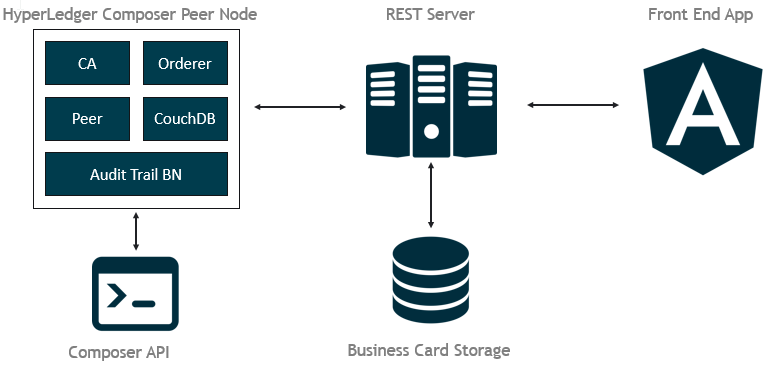 HyperLedger Composer Peer Node
REST Server
Front End App
CA
Orderer
Peer
CouchDB
Audit Trail BN
Composer API
Business Card Storage